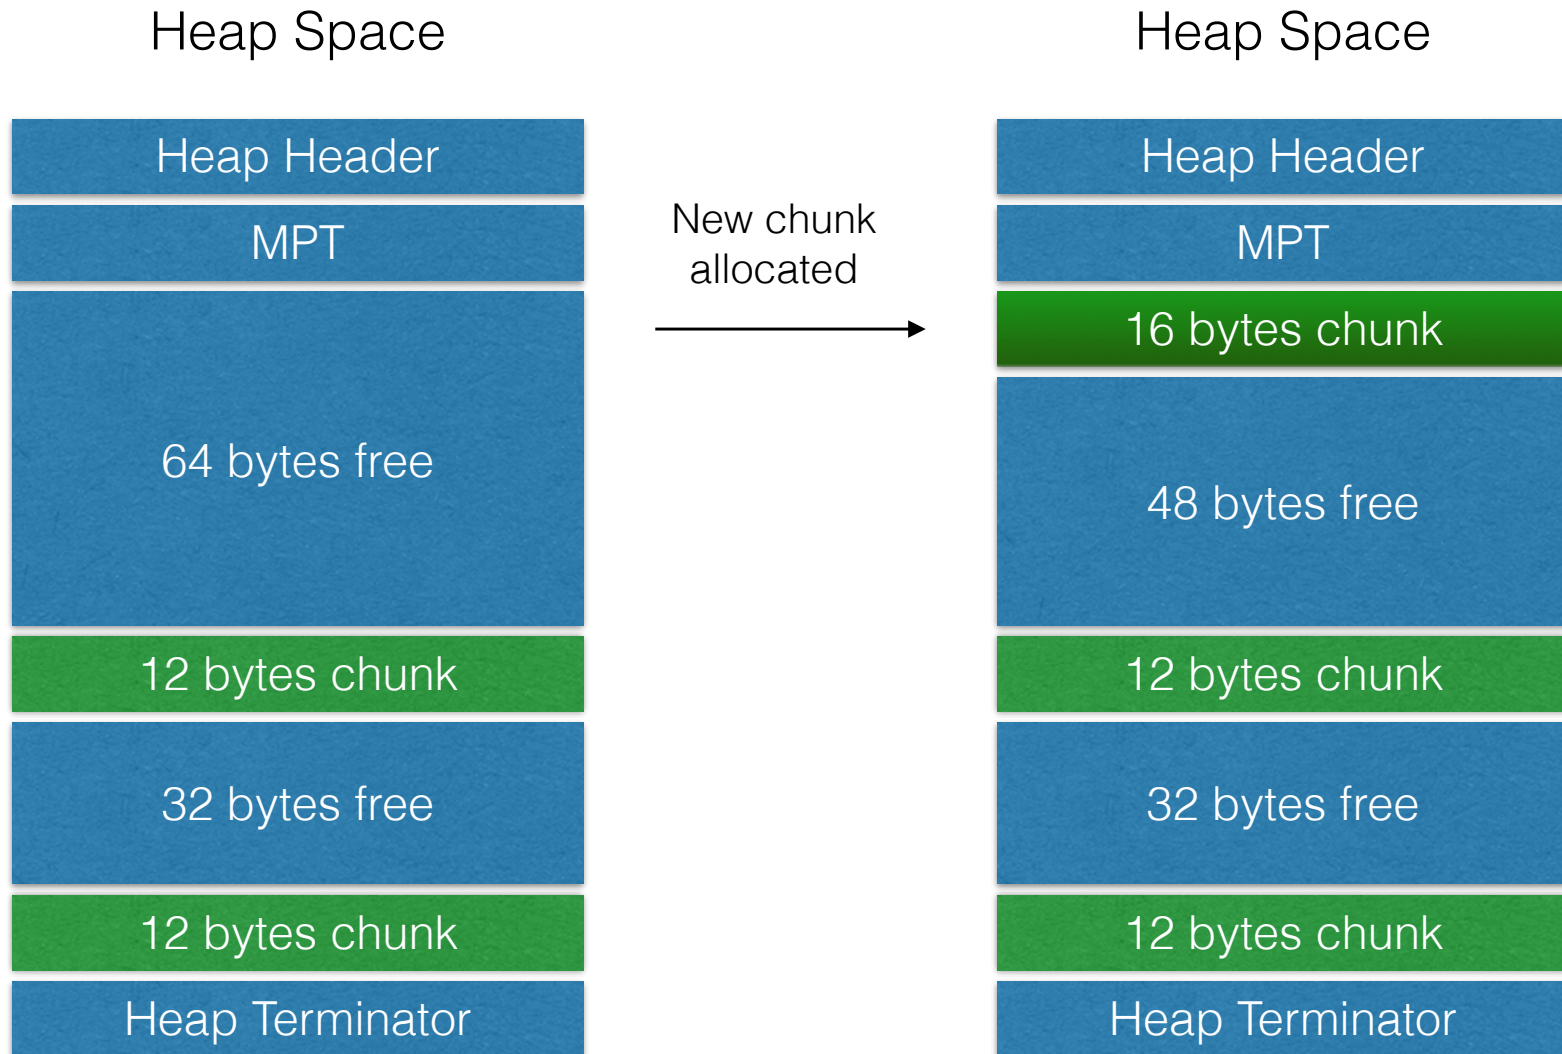 Heap Space
Heap Header
MPT
64 bytes free
12 bytes chunk
32 bytes free
12 bytes chunk
Heap Terminator
New chunk
allocated
Heap Space
Heap Header
MPT
16 bytes chunk
48 bytes free
12 bytes chunk
32 bytes free
12 bytes chunk
Heap Terminator